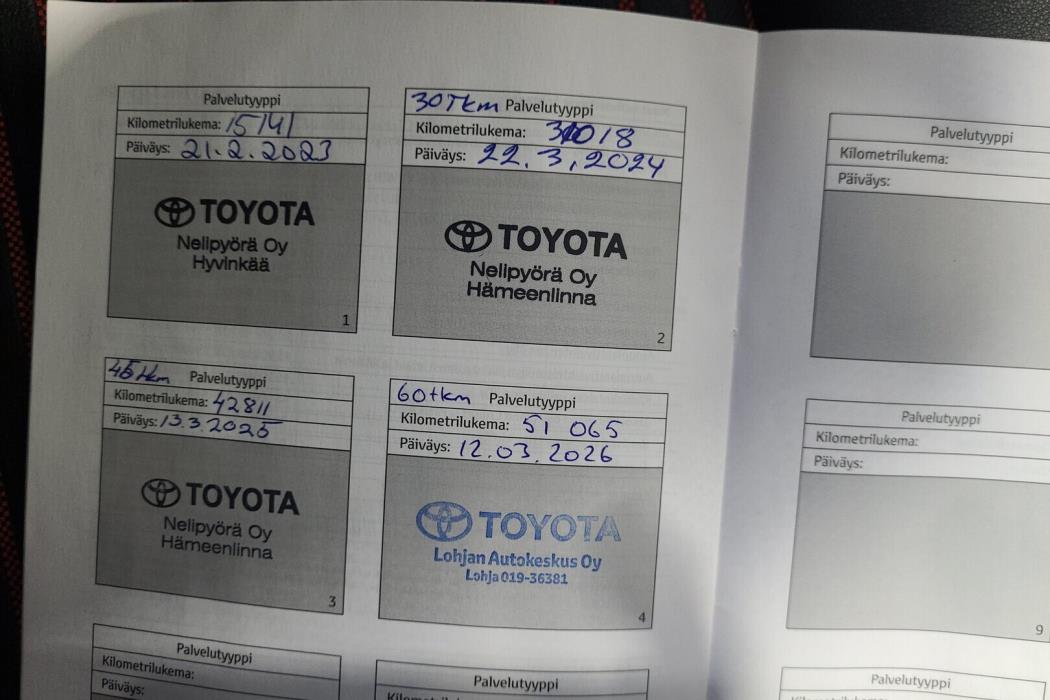 Palvelutyyppi
Kilometrilukema: 15141
Päiväys: 21.2.2023
TOYOTA
Nelipyörä Oy
Hyvinkää
1
30Tkm Palvelutyyppi
Kilometrilukema: 30018
Päiväys: 22.3.2024
TOYOTA
Nelipyörä Oy
Hämeenlinna
2
45tkm Palvelutyyppi
Kilometrilukema: 42811
Päiväys: 13.3.2025
TOYOTA
Nelipyörä Oy
Hämeenlinna
3
60tkm Palvelutyyppi
Kilometrilukema: 51 065
Päiväys: 12.03.2026
TOYOTA
Lohjan Autokeskus Oy
Lohja 019-36381
4
Palvelutyyppi
Kilometrilukema:
Päiväys:
Palvelutyyppi
Palvelutyyppi
Kilometrilukema:
Päiväys:
Palvelutyyppi
Kilometrilukema:
Päiväys:
9
Palvelutyyppi